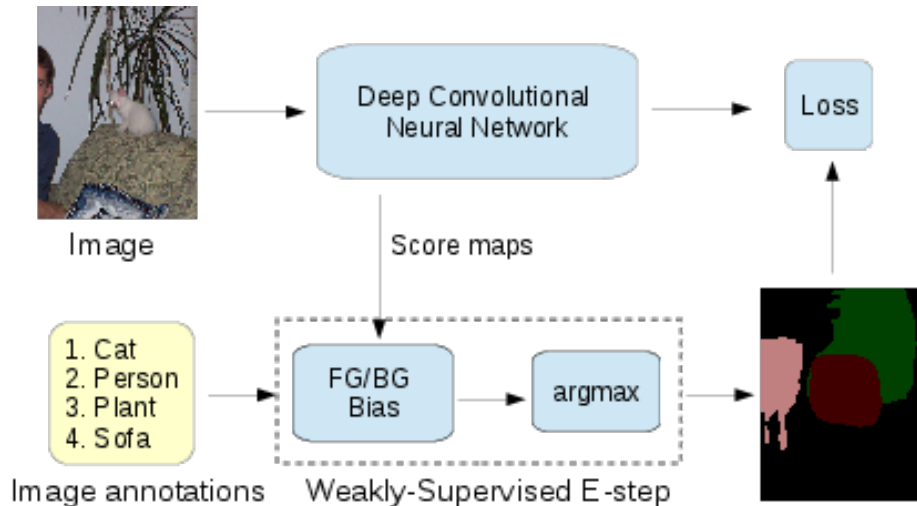 Deep Convolutional
Neural Network
Loss
Image
Score maps
1. Cat
2. Person
3. Plant
4. Sofa
FG/BG
Bias
argmax
Image annotations
Weakly-Supervised E-step